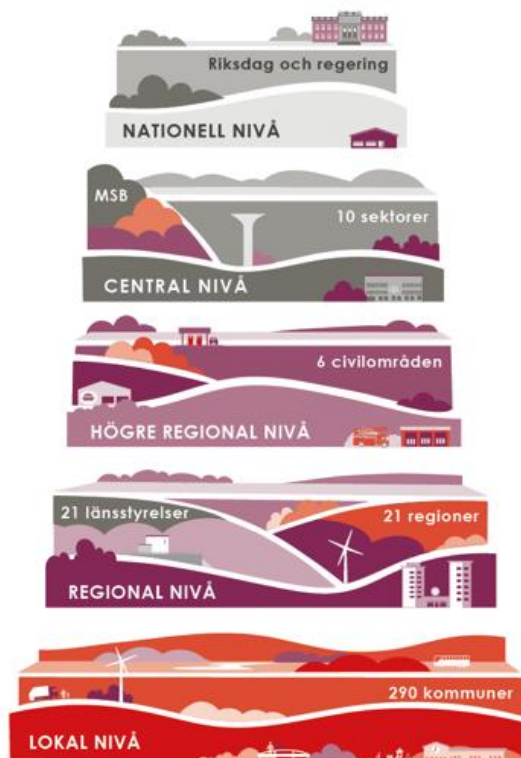 Riksdag och regering
NATIONELL NIVÅ
MSB
10 sektorer
CENTRAL NIVÅ
6 civilområden
HÖGRE REGIONAL NIVÅ
21 länsstyrelser
21 regioner
REGIONAL NIVÅ
290 kommuner
LOKAL NIVÅ